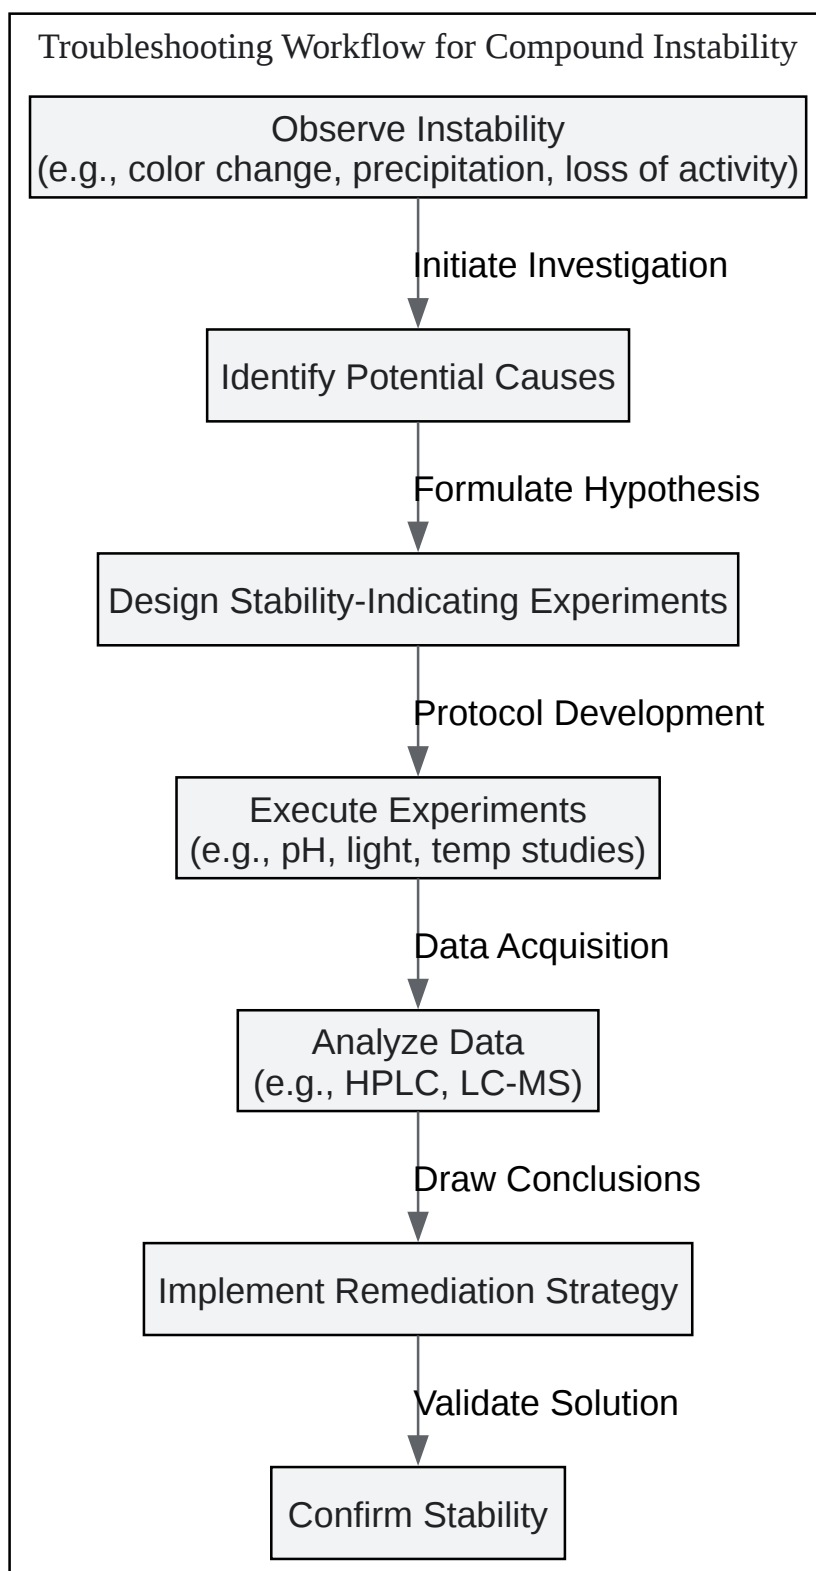 Troubleshooting Workflow for Compound Instability
Observe Instability
(e.g., color change, precipitation, loss of activity)
Initiate Investigation
Identify Potential Causes
Formulate Hypothesis
Design Stability-Indicating Experiments
Protocol Development
Execute Experiments
(e.g., pH, light, temp studies)
Data Acquisition
Analyze Data
(e.g., HPLC, LC-MS)
Draw Conclusions
Implement Remediation Strategy
Validate Solution
Confirm Stability